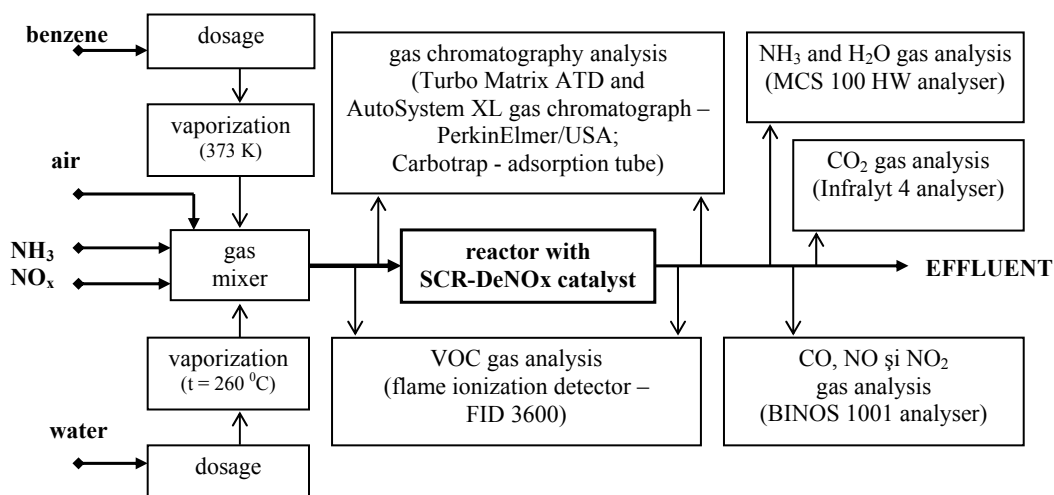 benzene
dosage
vaporization
(373 K)
air
NH₃
NOₓ
gas
mixer
vaporization
(t = 260 ⁰C)
water
dosage
gas chromatography analysis
(Turbo Matrix ATD and
AutoSystem XL gas chromatograph –
PerkinElmer/USA;
Carbotrap - adsorption tube)
reactor with
SCR-DeNOx catalyst
VOC gas analysis
(flame ionization detector –
FID 3600)
NH₃ and H₂O gas analysis
(MCS 100 HW analyser)
CO₂ gas analysis
(Infralyt 4 analyser)
EFFLUENT
CO, NO şi NO₂
gas analysis
(BINOS 1001 analyser)